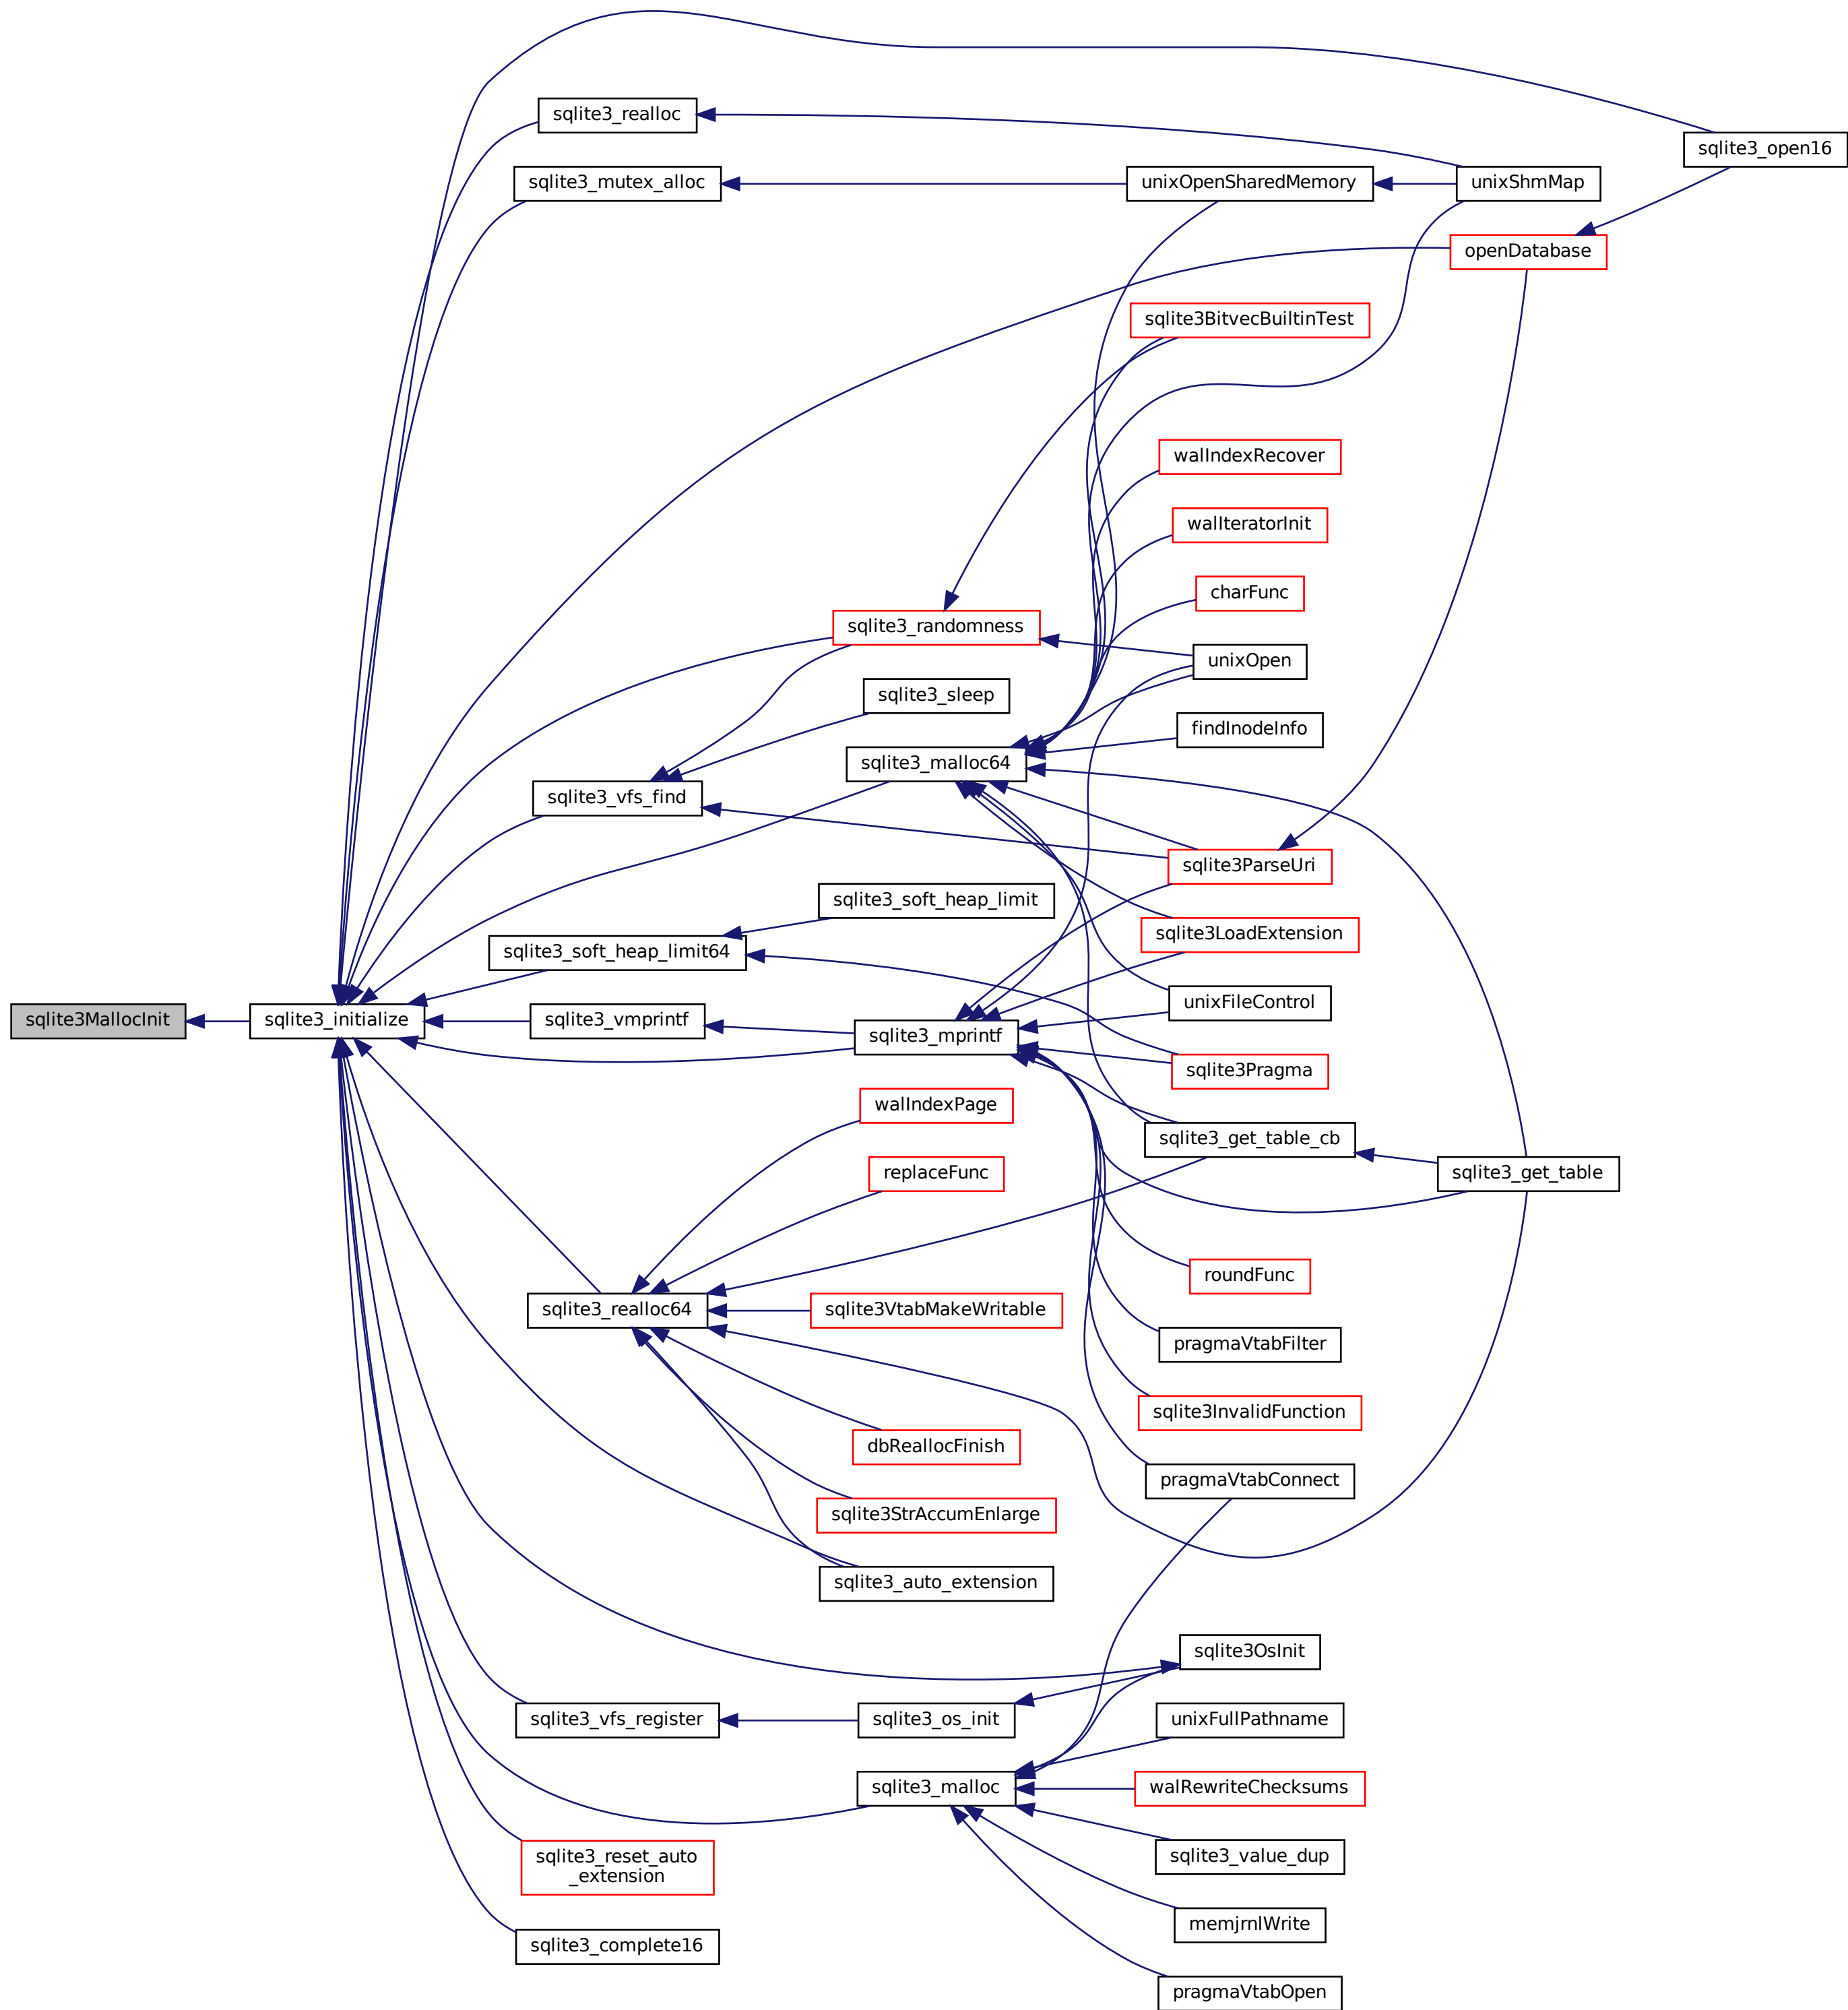 sqlite3_realloc
sqlite3_open16
sqlite3_mutex_alloc
unixOpenSharedMemory
unixShmMap
openDatabase
sqlite3BitvecBuiltinTest
walIndexRecover
walIteratorInit
charFunc
sqlite3_randomness
unixOpen
sqlite3_sleep
findInodeInfo
sqlite3_malloc64
sqlite3_vfs_find
sqlite3ParseUri
sqlite3_soft_heap_limit
sqlite3LoadExtension
sqlite3_soft_heap_limit64
unixFileControl
sqlite3MallocInit
sqlite3_initialize
sqlite3_vmprintf
sqlite3_mprintf
sqlite3Pragma
walIndexPage
sqlite3_get_table_cb
replaceFunc
sqlite3_get_table
roundFunc
sqlite3_realloc64
sqlite3VtabMakeWritable
pragmaVtabFilter
sqlite3InvalidFunction
dbReallocFinish
pragmaVtabConnect
sqlite3StrAccumEnlarge
sqlite3_auto_extension
sqlite3OsInit
sqlite3_vfs_register
sqlite3_os_init
unixFullPathname
sqlite3_malloc
walRewriteChecksums
sqlite3_reset_auto
_extension
sqlite3_value_dup
memjrnlWrite
sqlite3_complete16
pragmaVtabOpen